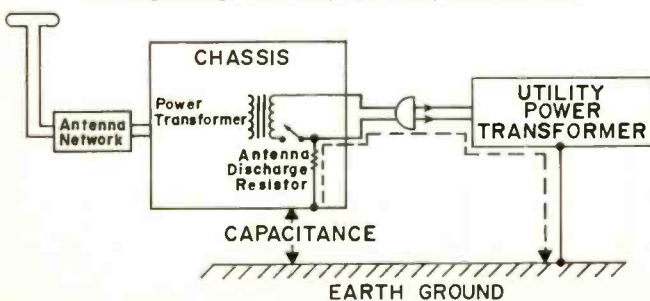 CHASSIS
Power
Transformer
Antenna
Network
Antenna
Discharge
Resistor
UTILITY
POWER
TRANSFORMER
CAPACITANCE
EARTH GROUND